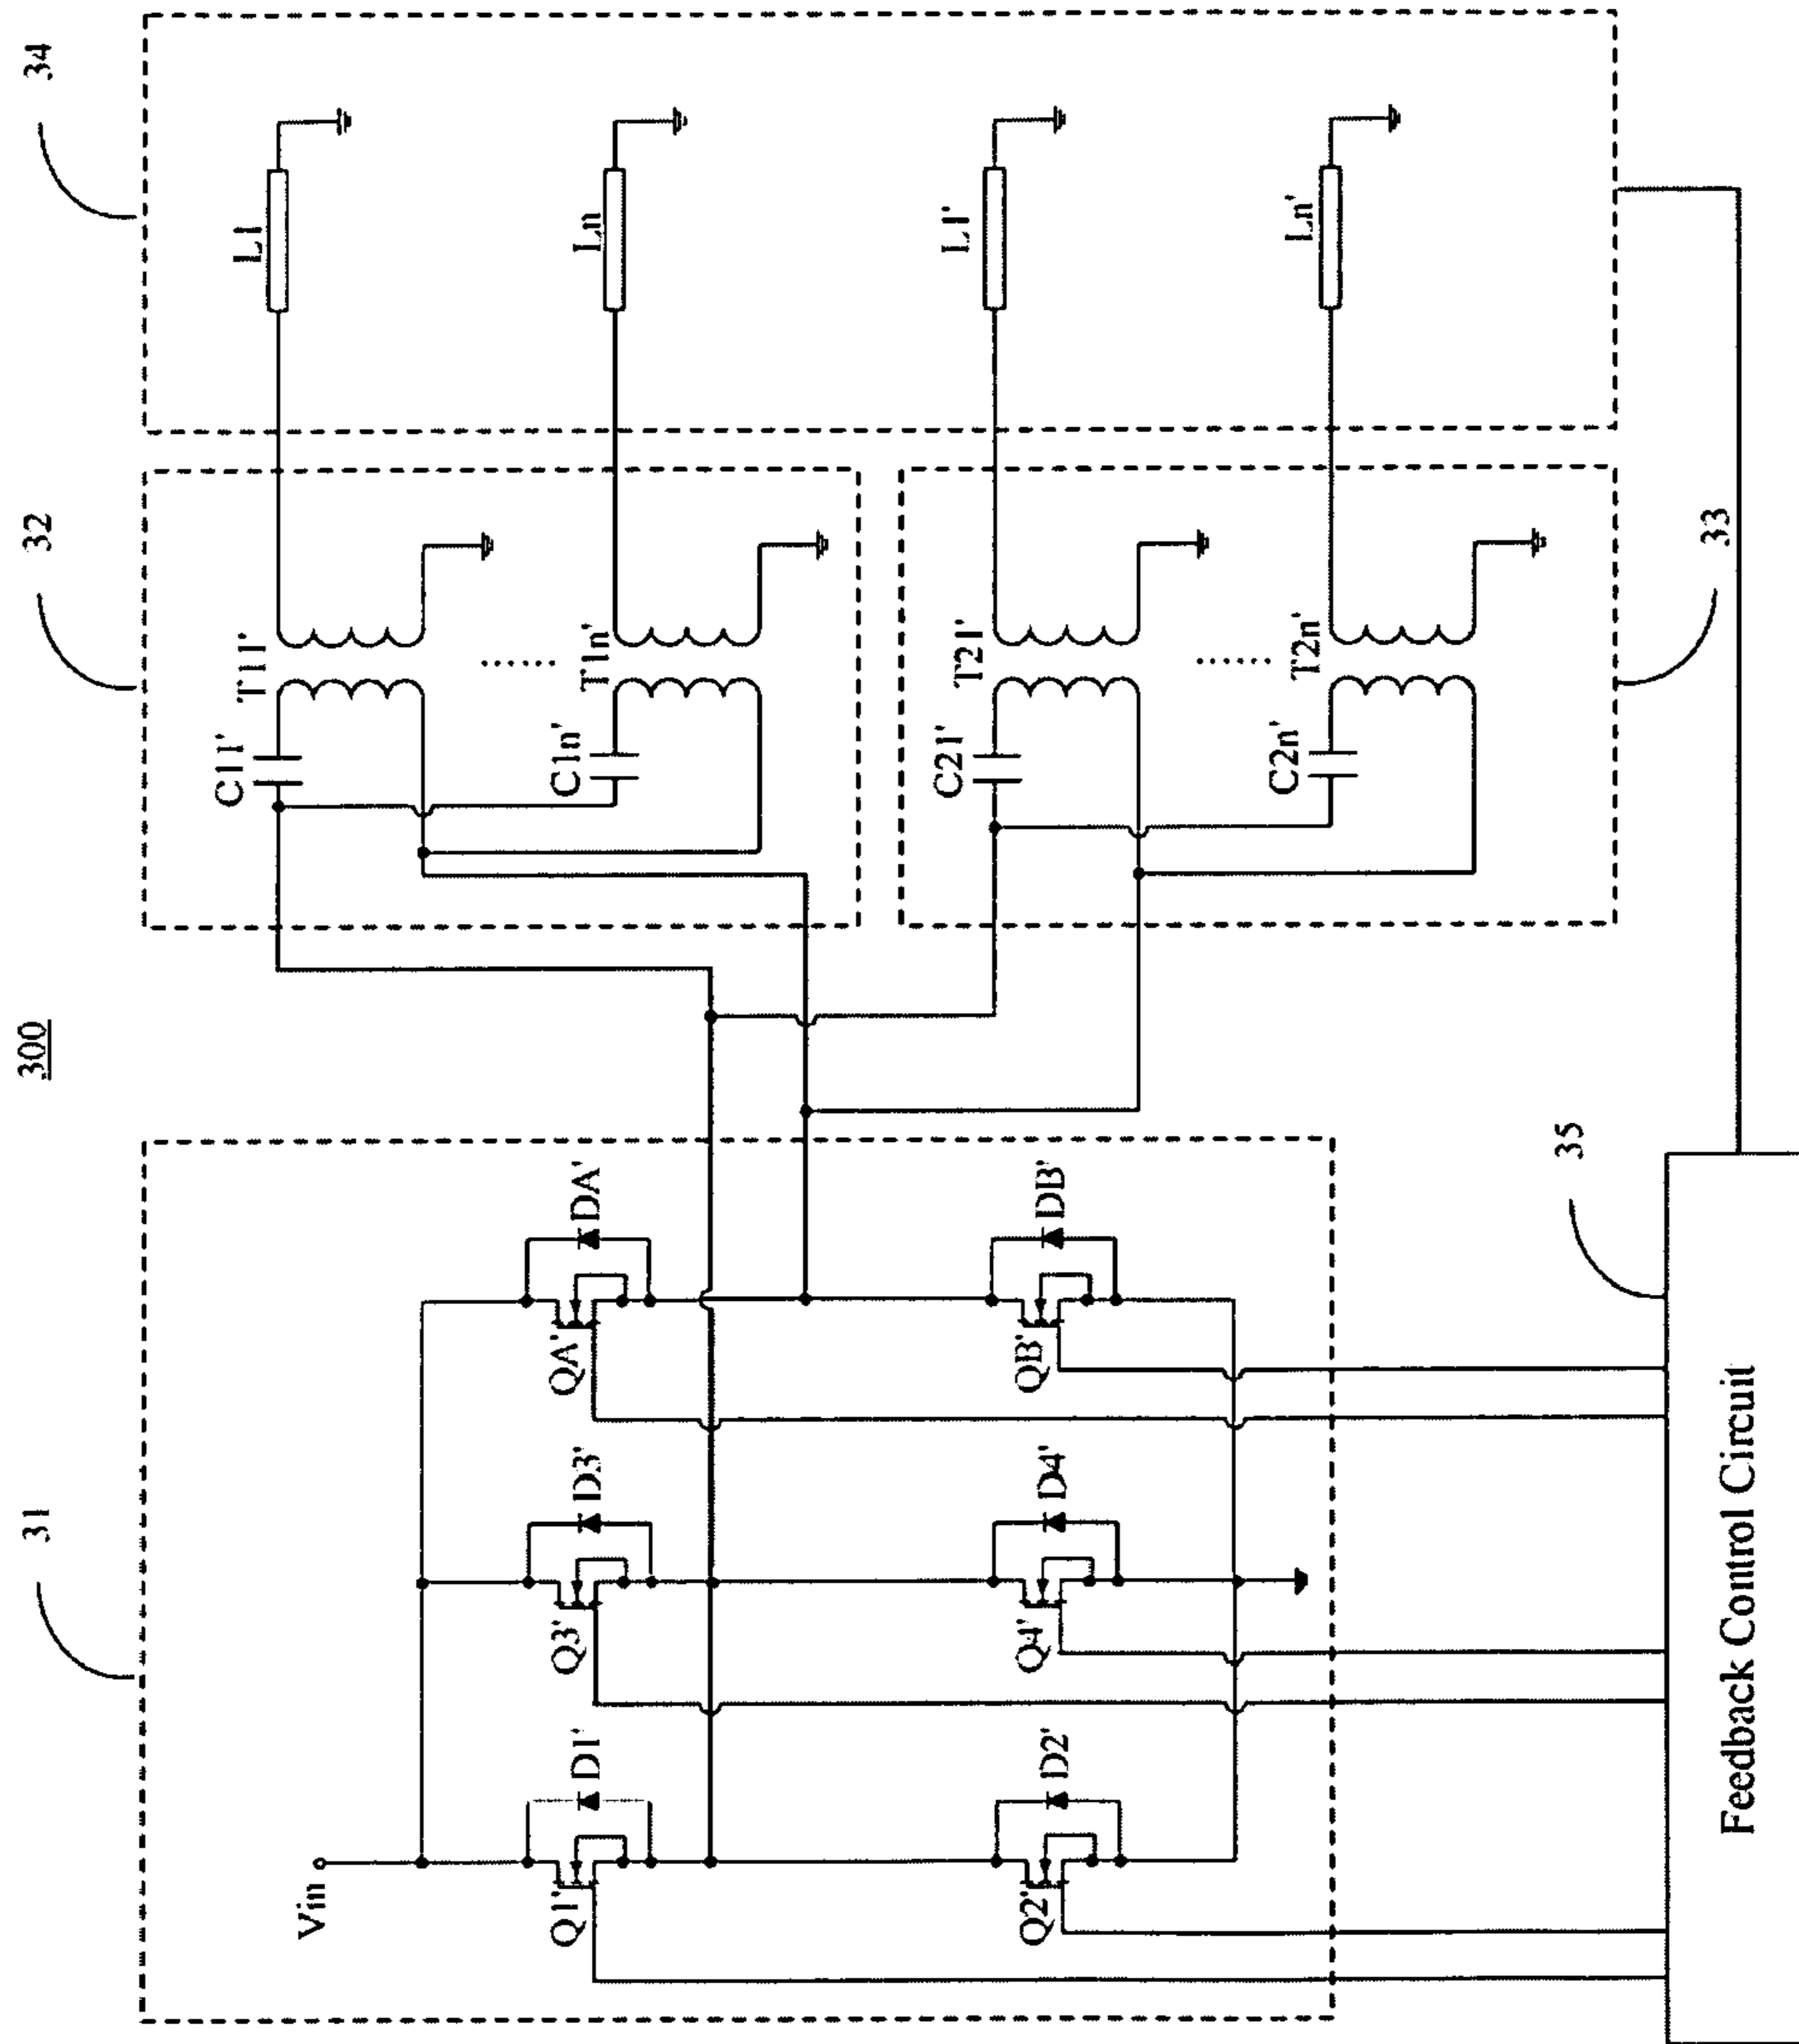 300
31
32
34
Vin
Q1'
D1'
Q3'
D3'
QA'
DA'
Q2'
D2'
Q4'
D4'
QB'
DB'
C11'
T11'
L1
......
C1n'
T1n'
Ln
C21'
T21'
L1'
......
C2n'
T2n'
Ln'
33
35
Feedback Control Circuit